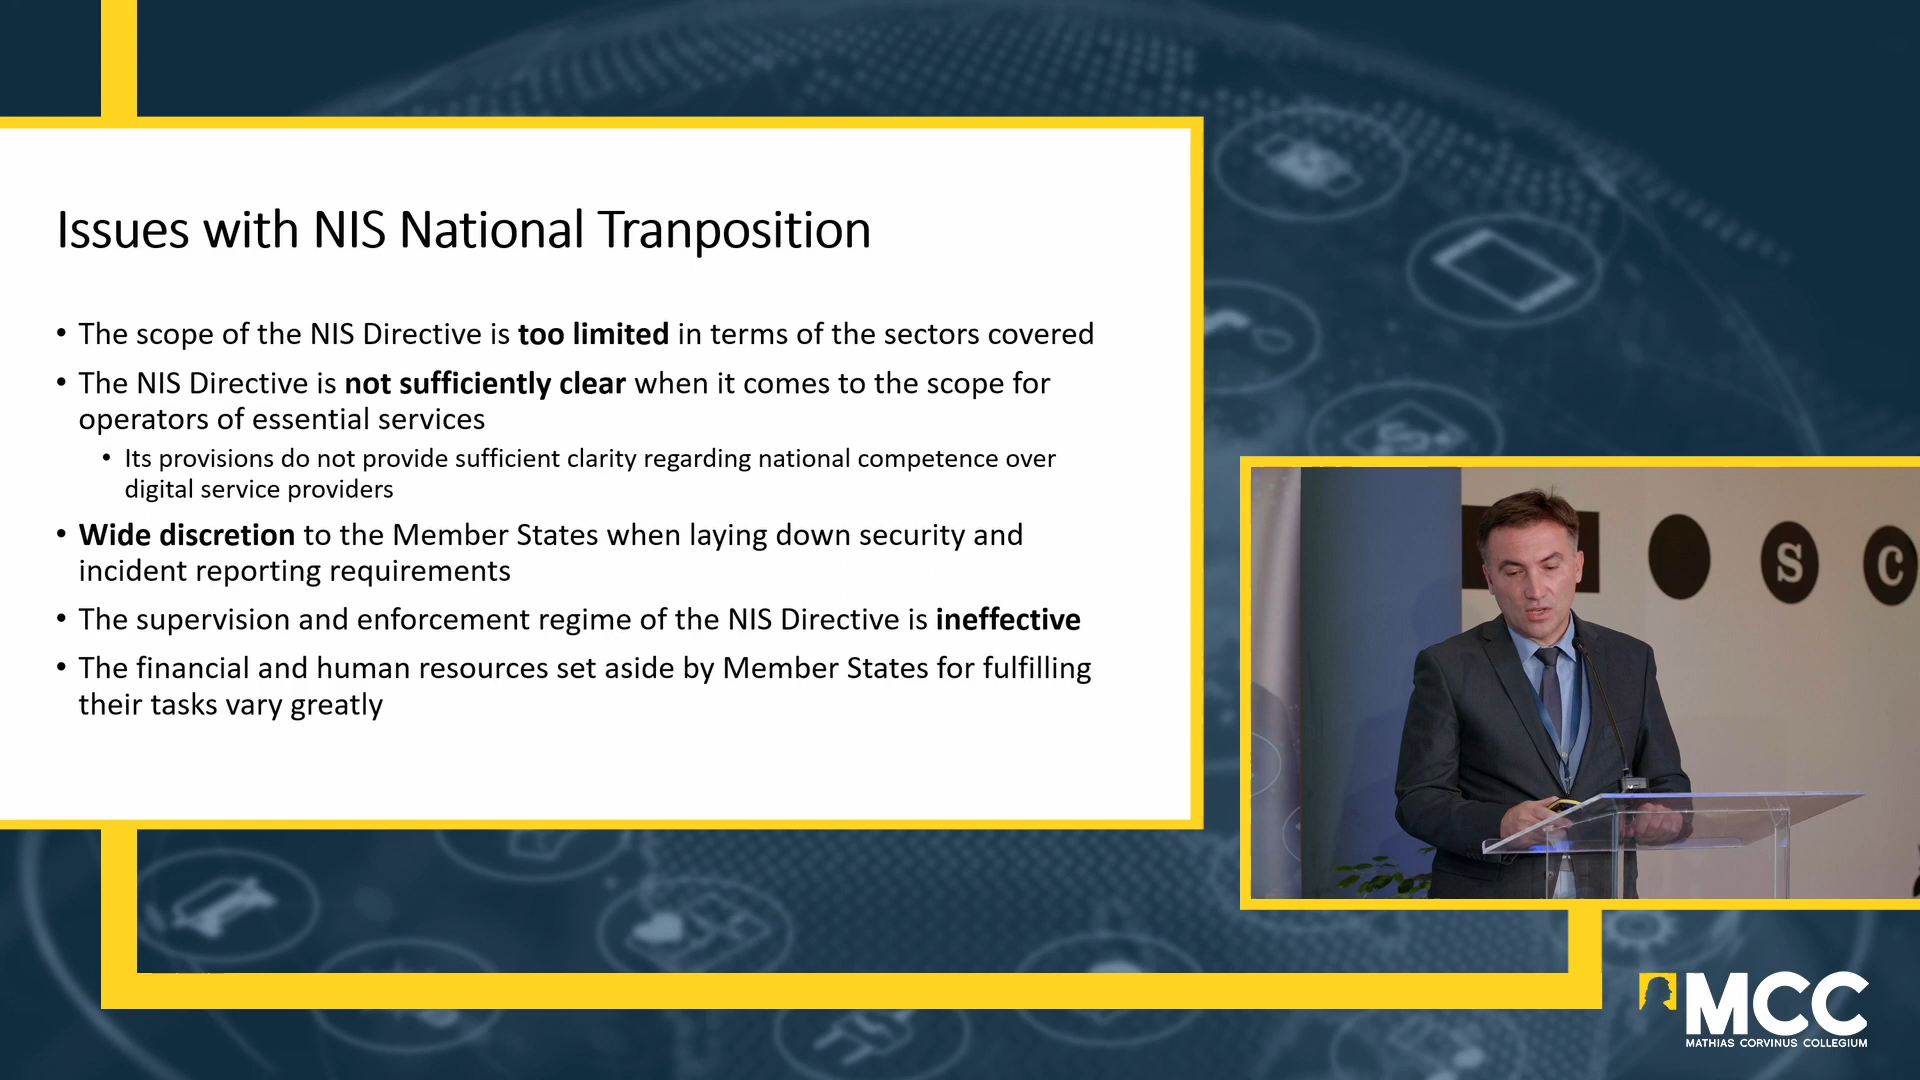 Issues with NIS National Tranposition
• The scope of the NIS Directive is too limited in terms of the sectors covered
• The NIS Directive is not sufficiently clear when it comes to the scope for
operators of essential services
• Its provisions do not provide sufficient clarity regarding national competence over
digital service providers
• Wide discretion to the Member States when laying down security and
incident reporting requirements
• The supervision and enforcement regime of the NIS Directive is ineffective
• The financial and human resources set aside by Member States for fulfilling
their tasks vary greatly
S C
MCC
MATHIAS CORVINUS COLLEGIUM